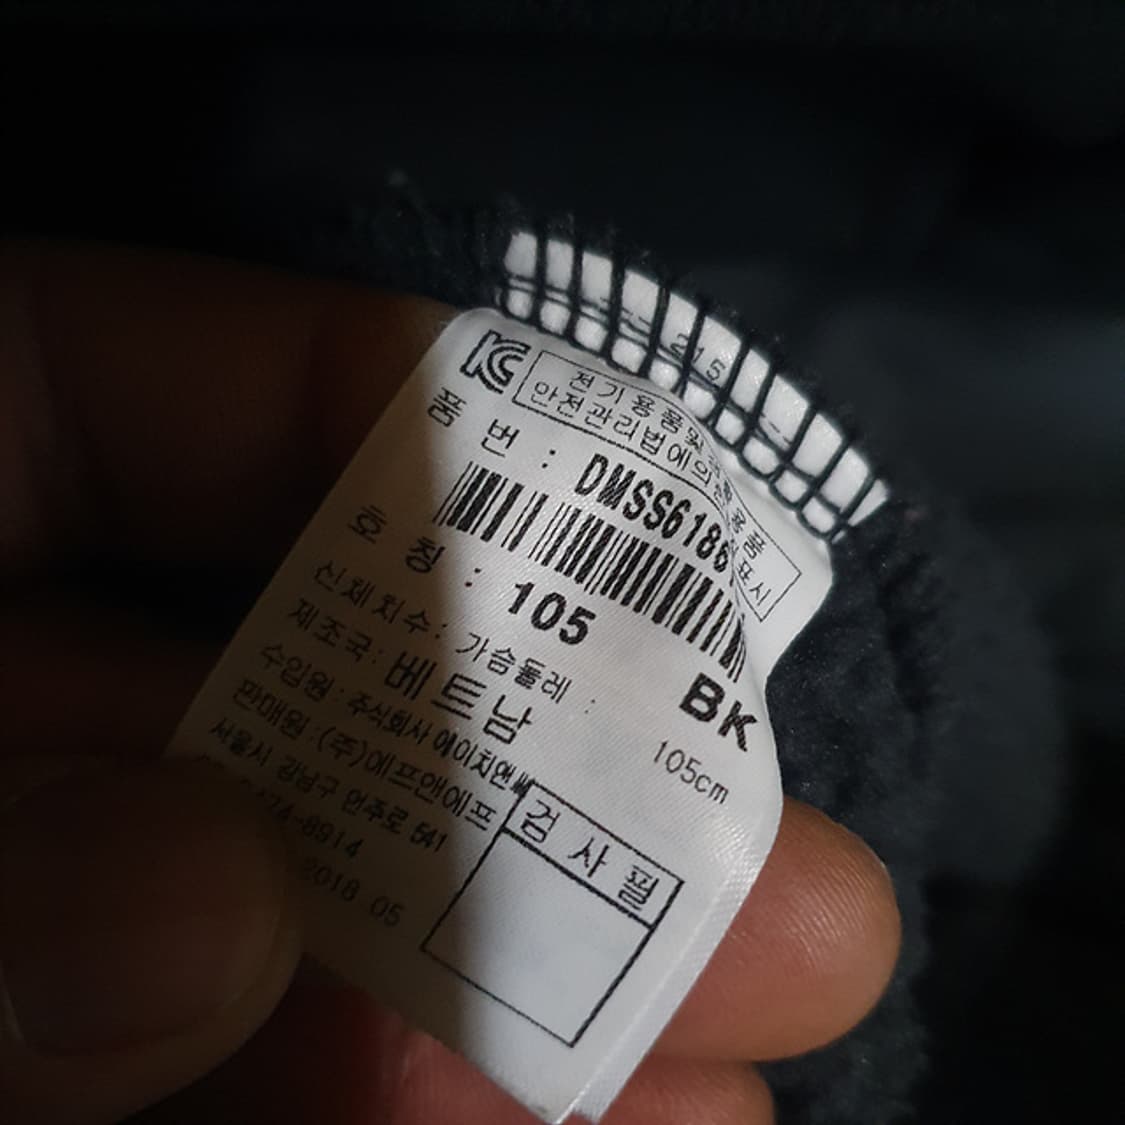 215
KC
전기용품및생활용품
안전관리법에의한표시
품 번 : DMSS6186
호 칭 : 105 BK
신체치수 : 가슴둘레 : 105cm
제조국 : 베트남
수입원 : 주식회사 에이치앤
판매원 : (주)에프앤에프
서울시 강남구 언주로 541
-8914
2018 05
검 사 필